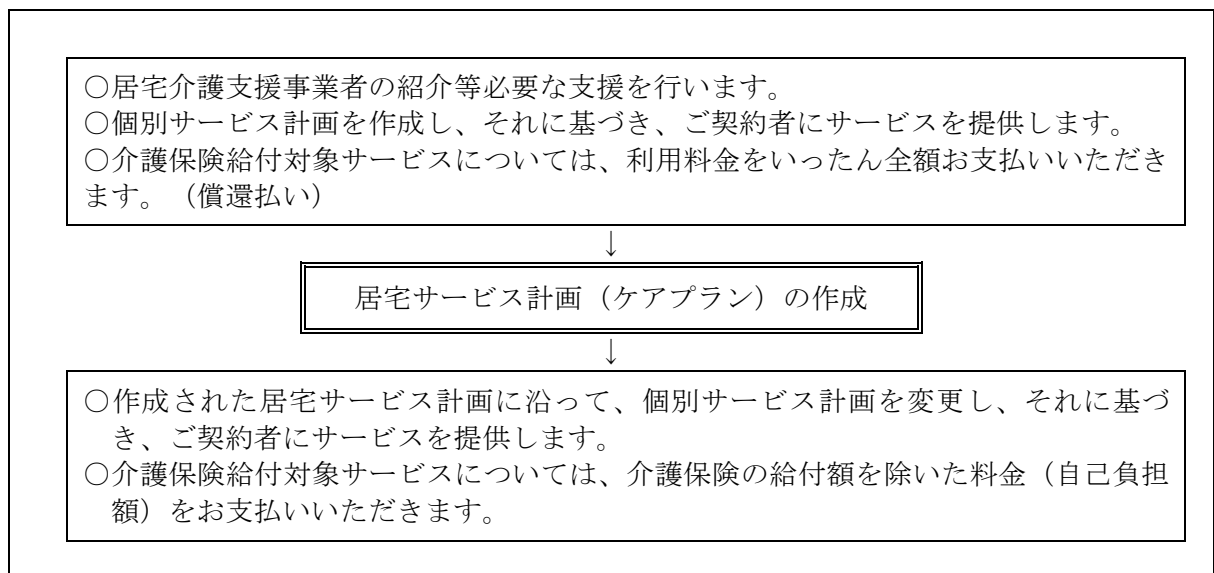 ○居宅介護支援事業者の紹介等必要な支援を行います。
○個別サービス計画を作成し、それに基づき、ご契約者にサービスを提供します。
○介護保険給付対象サービスについては、利用料金をいったん全額お支払いいただき
ます。（償還払い）
↓
居宅サービス計画（ケアプラン）の作成
↓
○作成された居宅サービス計画に沿って、個別サービス計画を変更し、それに基づ
き、ご契約者にサービスを提供します。
○介護保険給付対象サービスについては、介護保険の給付額を除いた料金（自己負担
額）をお支払いいただきます。